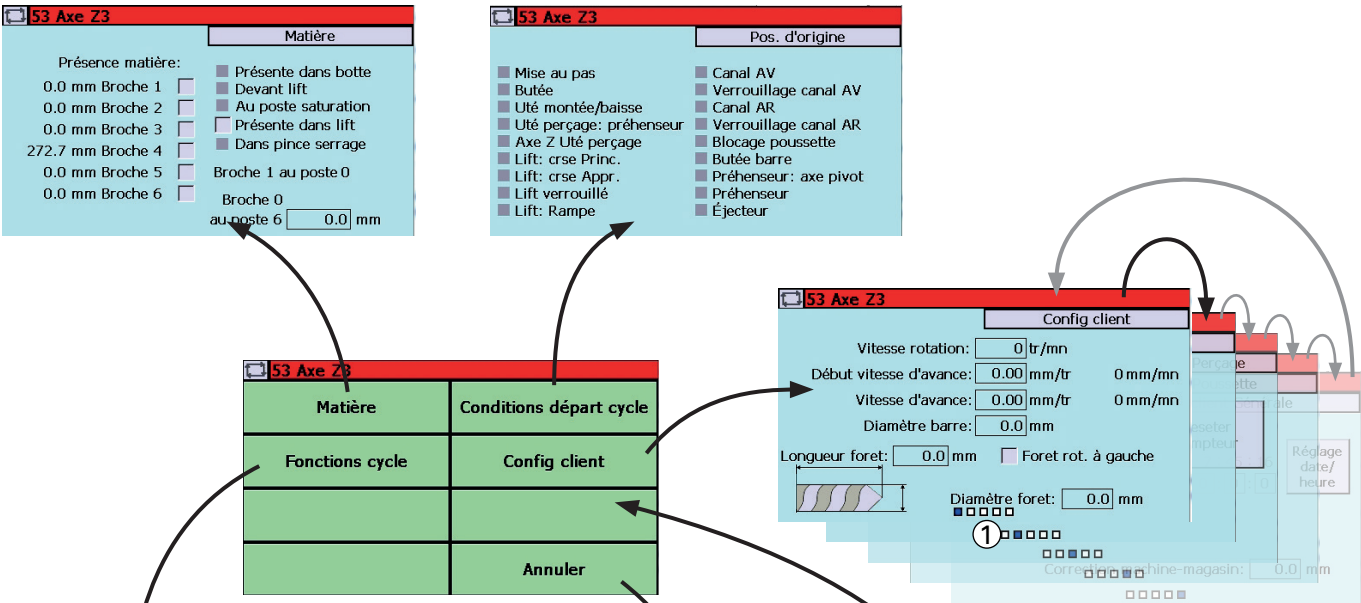 53 Axe Z3
Matière
Présence matière:
0.0 mm Broche 1
0.0 mm Broche 2
0.0 mm Broche 3
272.7 mm Broche 4
0.0 mm Broche 5
0.0 mm Broche 6
Présente dans botte
Devant lift
Au poste saturation
Présente dans lift
Dans pince serrage
Broche 1 au poste 0
Broche 0
au poste 6 0.0 mm
53 Axe Z3
Pos. d'origine
Mise au pas
Butée
Uté montée/baisse
Uté perçage: préhenseur
Axe Z Uté perçage
Lift: crse Princ.
Lift: crse Appr.
Lift verrouillé
Lift: Rampe
Canal AV
Verrouillage canal AV
Canal AR
Verrouillage canal AR
Blocage poussette
Butée barre
Préhenseur: axe pivot
Préhenseur
Éjecteur
53 Axe Z3
Matière
Conditions départ cycle
Fonctions cycle
Config client
Annuler
53 Axe Z3
Config client
Vitesse rotation: 0 tr/mn
Début vitesse d'avance: 0.00 mm/tr 0 mm/mn
Vitesse d'avance: 0.00 mm/tr 0 mm/mn
Diamètre barre: 0.0 mm
Longueur foret: 0.0 mm Foret rot. à gauche
Diamètre foret: 0.0 mm
1
Perçage
Réglage
date/
heure
Correction machine-magasin: 0.0 mm